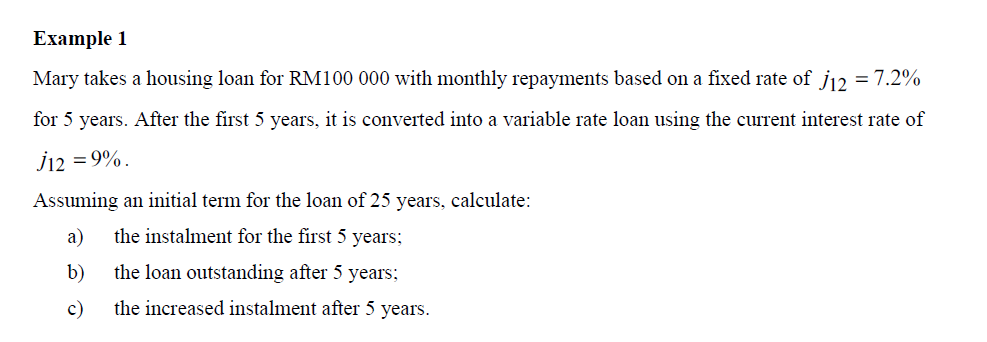 Example 1
Mary takes a housing loan for RM100 000 with monthly repayments based on a fixed rate of j12 = 7.2%
for 5 years. After the first 5 years, it is converted into a variable rate loan using the current interest rate of
j12 = 9%.
Assuming an initial term for the loan of 25 years, calculate:
a) the instalment for the first 5 years;
b) the loan outstanding after 5 years;
c) the increased instalment after 5 years.